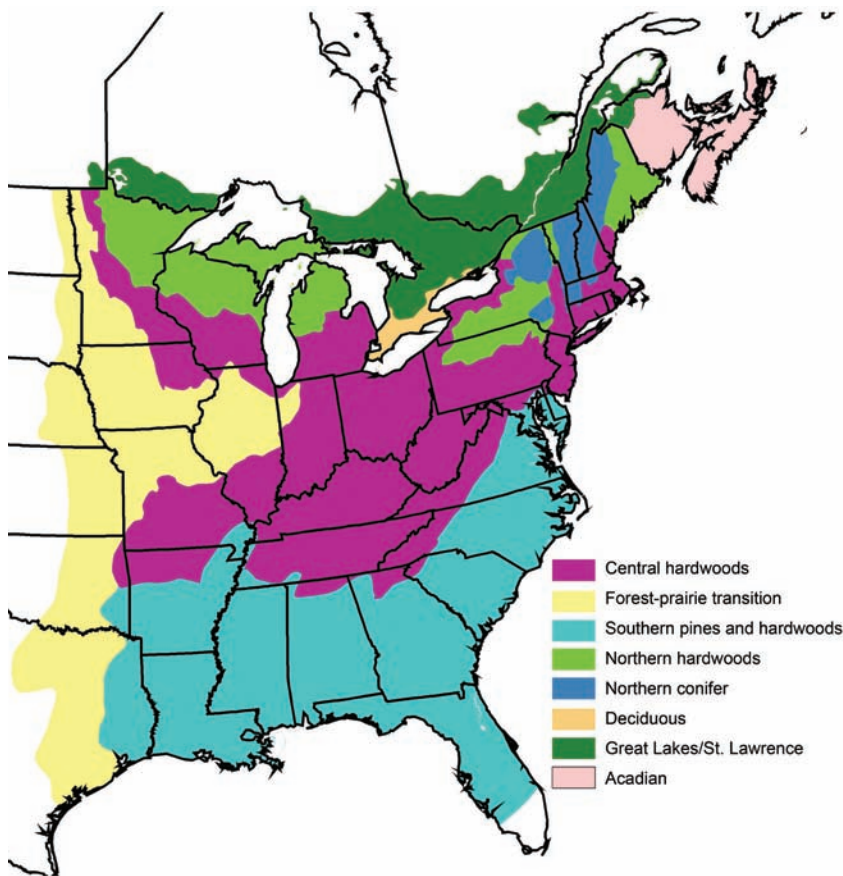 Central hardwoods
Forest-prairie transition
Southern pines and hardwoods
Northern hardwoods
Northern conifer
Deciduous
Great Lakes/St. Lawrence
Acadian